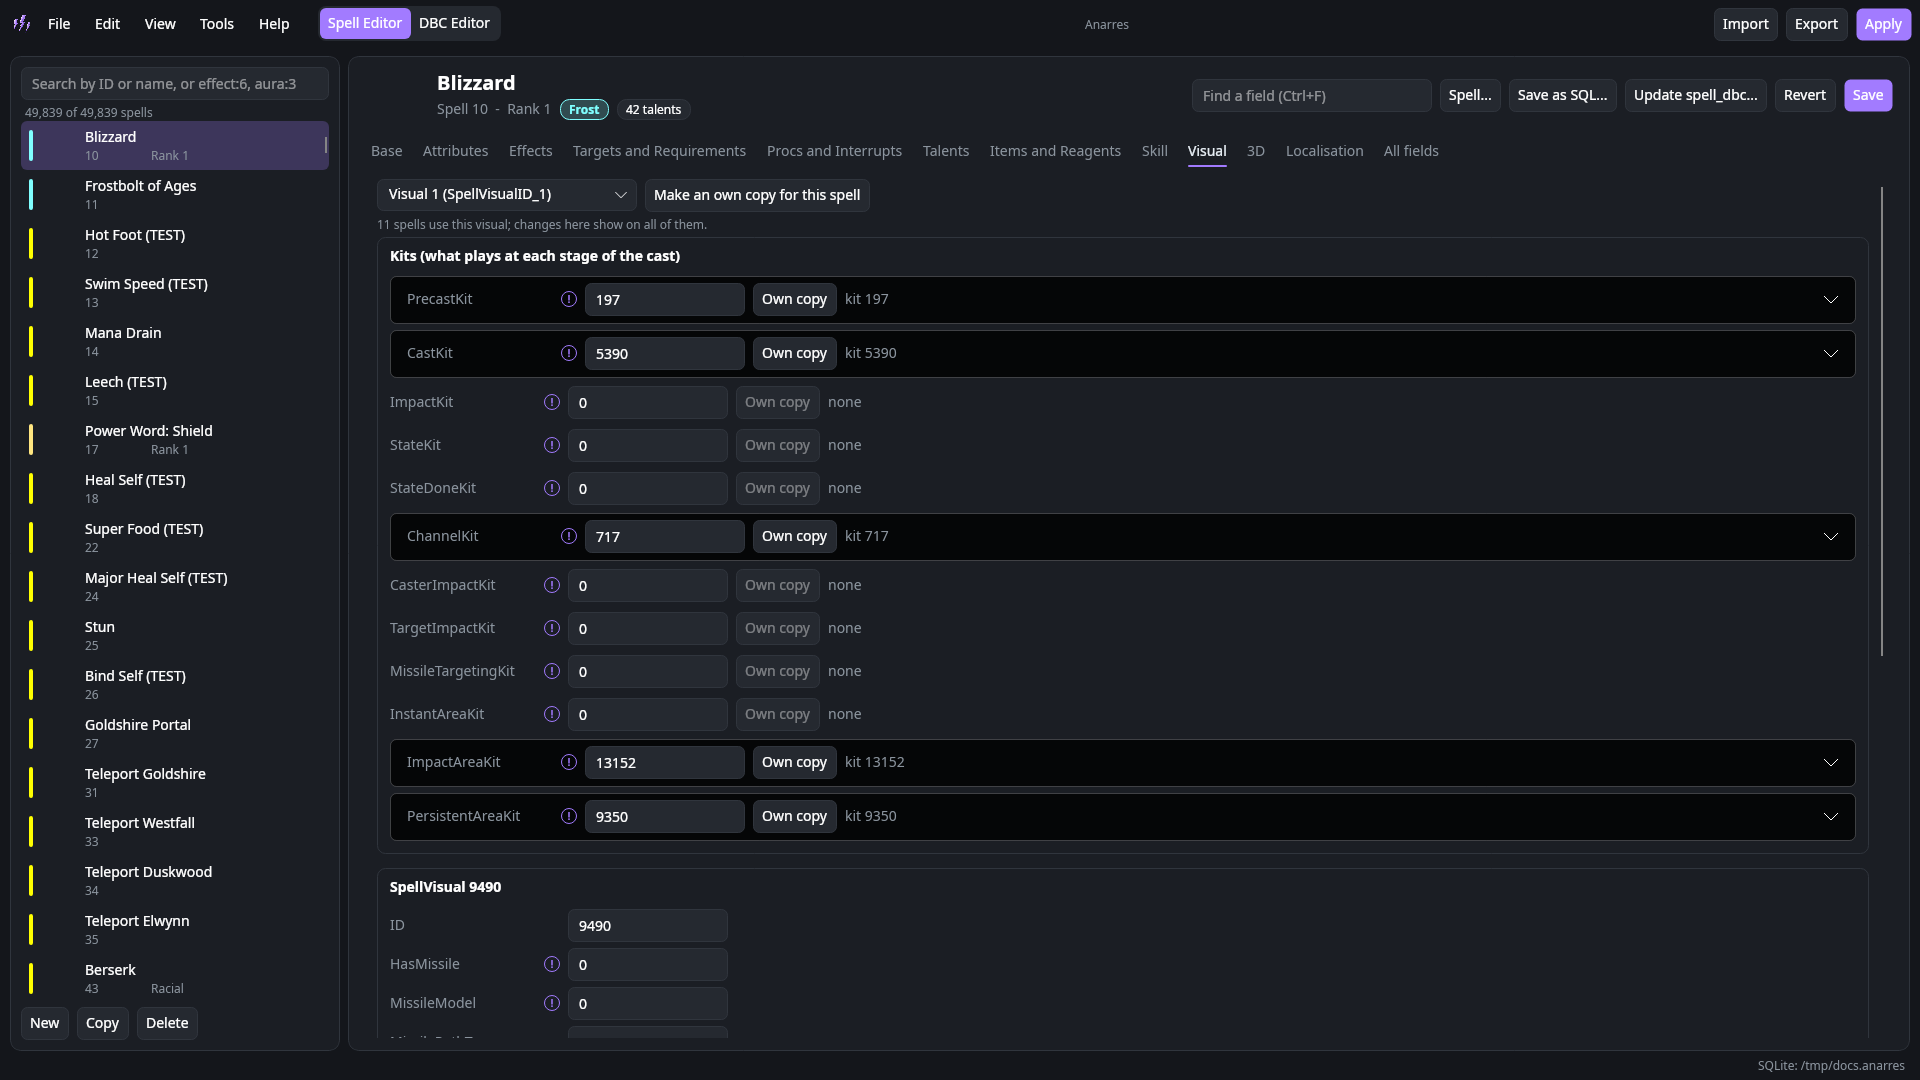 File Edit View Tools Help Spell Editor DBC Editor Anarres Import Export Apply
Search by ID or name, or effect:6, aura:3
49,839 of 49,839 spells
Blizzard
10 Rank 1
Frostbolt of Ages
11
Hot Foot (TEST)
12
Swim Speed (TEST)
13
Mana Drain
14
Leech (TEST)
15
Power Word: Shield
17 Rank 1
Heal Self (TEST)
18
Super Food (TEST)
22
Major Heal Self (TEST)
24
Stun
25
Bind Self (TEST)
26
Goldshire Portal
27
Teleport Goldshire
31
Teleport Westfall
33
Teleport Duskwood
34
Teleport Elwynn
35
Berserk
43 Racial
New Copy Delete
Blizzard
Spell 10 - Rank 1 Frost 42 talents
Find a field (Ctrl+F) Spell... Save as SQL... Update spell_dbc... Revert Save
Base Attributes Effects Targets and Requirements Procs and Interrupts Talents Items and Reagents Skill Visual 3D Localisation All fields
Visual 1 (SpellVisualID_1) Make an own copy for this spell
11 spells use this visual; changes here show on all of them.
Kits (what plays at each stage of the cast)
PrecastKit 197 Own copy kit 197
CastKit 5390 Own copy kit 5390
ImpactKit 0 Own copy none
StateKit 0 Own copy none
StateDoneKit 0 Own copy none
ChannelKit 717 Own copy kit 717
CasterImpactKit 0 Own copy none
TargetImpactKit 0 Own copy none
MissileTargetingKit 0 Own copy none
InstantAreaKit 0 Own copy none
ImpactAreaKit 13152 Own copy kit 13152
PersistentAreaKit 9350 Own copy kit 9350
SpellVisual 9490
ID 9490
HasMissile 0
MissileModel 0
SQLite: /tmp/docs.anarres